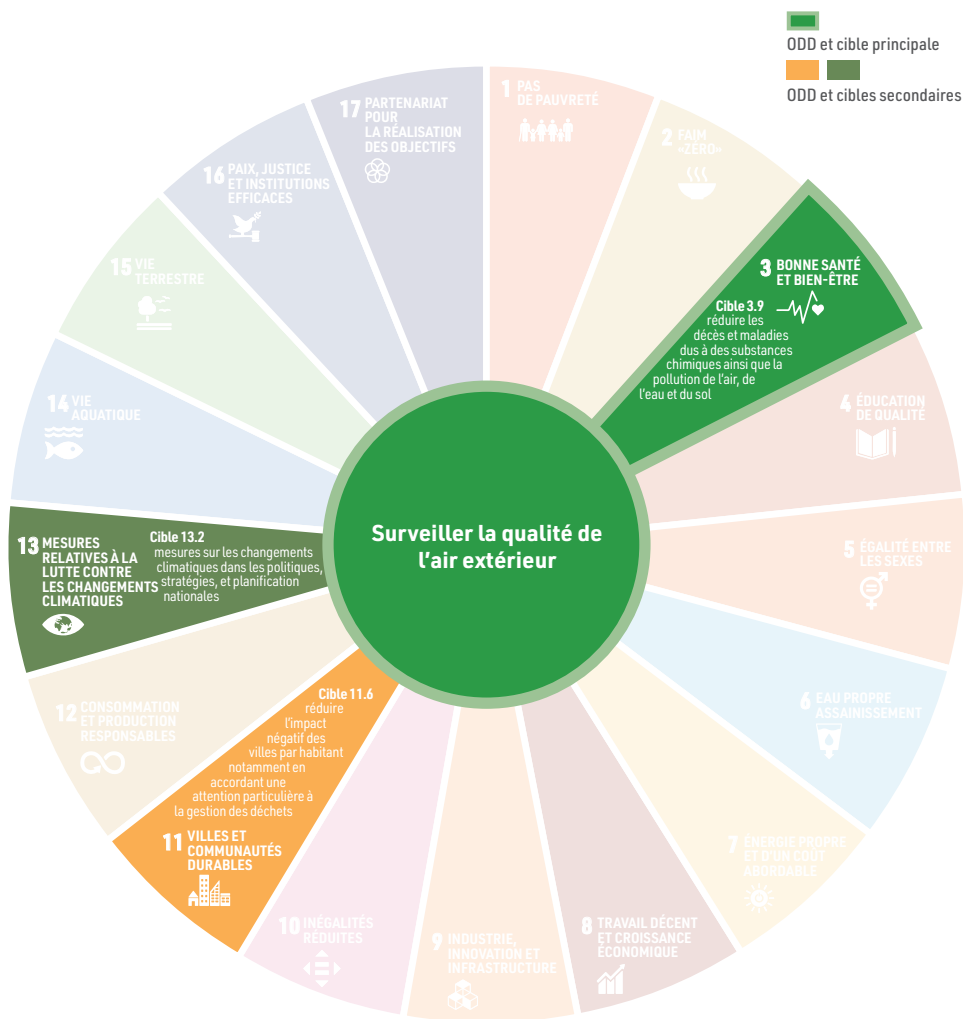 ODD et cible principale
ODD et cibles secondaires
1 PAS
DE PAUVRETÉ
2 FAIM
«ZÉRO»
3 BONNE SANTÉ
ET BIEN-ÊTRE
Cible 3.9
réduire les
décès et maladies
dus à des substances
chimiques ainsi que la
pollution de l'air, de
l'eau et du sol
4 ÉDUCATION
DE QUALITÉ
5 ÉGALITÉ ENTRE
LES SEXES
6 EAU PROPRE
ASSAINISSEMENT
7 ÉNERGIE PROPRE
ET D'UN COÛT
ABORDABLE
8 TRAVAIL DÉCENT
ET CROISSANCE
ÉCONOMIQUE
9 INDUSTRIE,
INNOVATION ET
INFRASTRUCTURE
10 INÉGALITÉS
RÉDUITES
Cible 11.6
réduire
l'impact
négatif des
villes par habitant
notamment en
accordant une
attention particulière à
la gestion des déchets
11 VILLES ET
COMMUNAUTÉS
DURABLES
12 CONSOMMATION
ET PRODUCTION
RESPONSABLES
13 MESURES
RELATIVES À LA
LUTTE CONTRE
LES CHANGEMENTS
CLIMATIQUES
Cible 13.2
mesures sur les changements
climatiques dans les politiques,
stratégies, et planification
nationales
14 VIE
AQUATIQUE
15 VIE
TERRESTRE
16 PAIX, JUSTICE
ET INSTITUTIONS
EFFICACES
17 PARTENARIAT
POUR
LA RÉALISATION
DES OBJECTIFS
Surveiller la qualité de
l'air extérieur